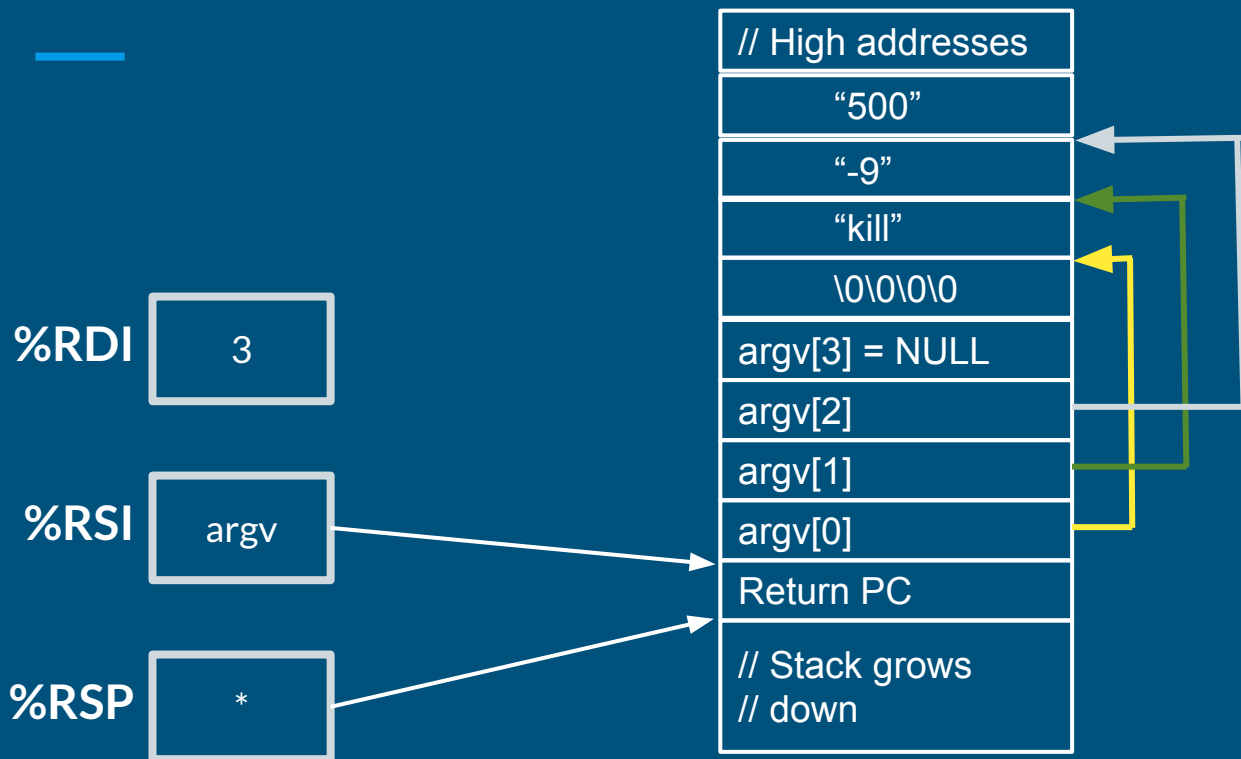 // High addresses
“500”
“-9”
“kill”
\0\0\0\0
%RDI
3
argv[3] = NULL
argv[2]
argv[1]
%RSI
argv
argv[0]
Return PC
%RSP
*
// Stack grows
// down